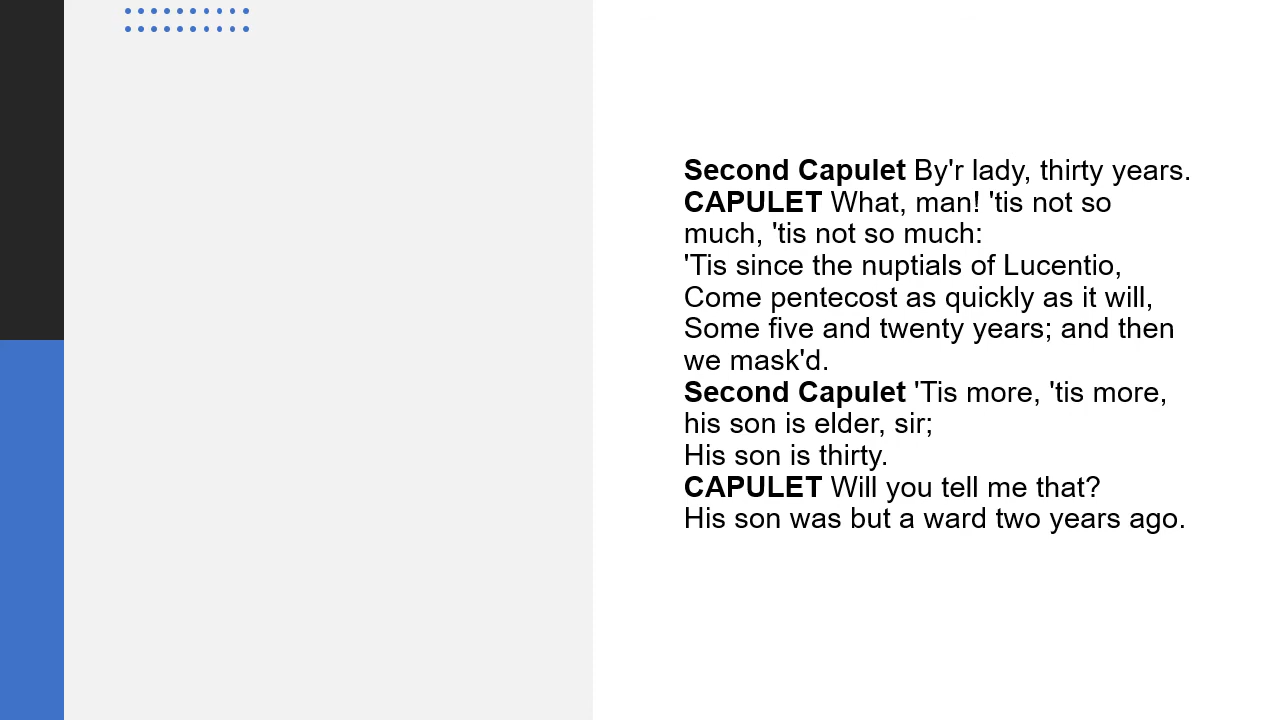 Second Capulet By'r lady, thirty years.
CAPULET What, man! 'tis not so
much, 'tis not so much:
'Tis since the nuptials of Lucentio,
Come pentecost as quickly as it will,
Some five and twenty years; and then
we mask'd.
Second Capulet 'Tis more, 'tis more,
his son is elder, sir;
His son is thirty.
CAPULET Will you tell me that?
His son was but a ward two years ago.